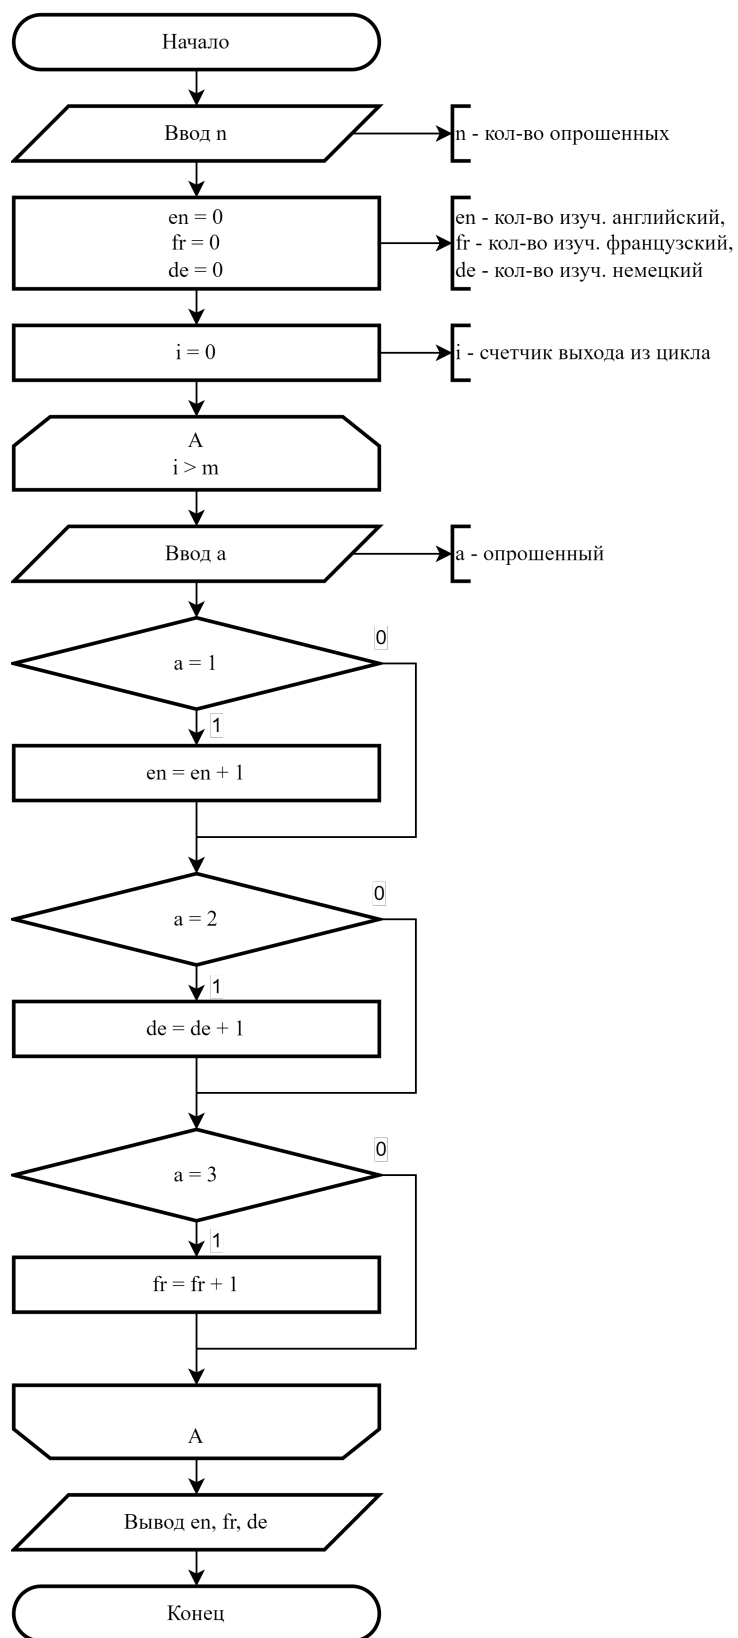 Начало
Ввод n
n - кол-во опрошенных
en = 0
fr = 0
de = 0
en - кол-во изуч. английский,
fr - кол-во изуч. французский,
de - кол-во изуч. немецкий
i = 0
i - счетчик выхода из цикла
A
i > m
Ввод a
a - опрошенный
0
a = 1
1
en = en + 1
0
a = 2
1
de = de + 1
0
a = 3
1
fr = fr + 1
A
Вывод en, fr, de
Конец